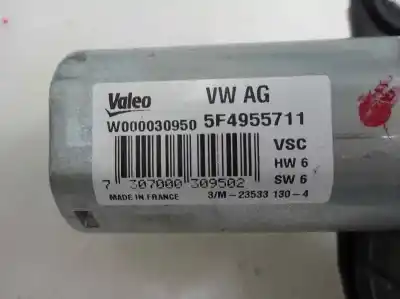 Valeo VW AG
W000030950 5F4955711
VSC
HW 6
7 307000 309502 SW 6
MADE IN FRANCE 3/M-23533 130-4